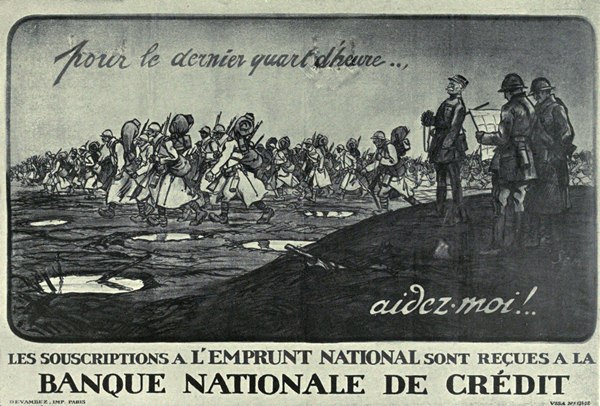 pour le dernier quart d'heure...
aidez-moi!..
LES SOUSCRIPTIONS A L'EMPRUNT NATIONAL SONT REÇUES A LA
BANQUE NATIONALE DE CRÉDIT
DEVAMBEZ, IMP. PARIS
VISA Nº